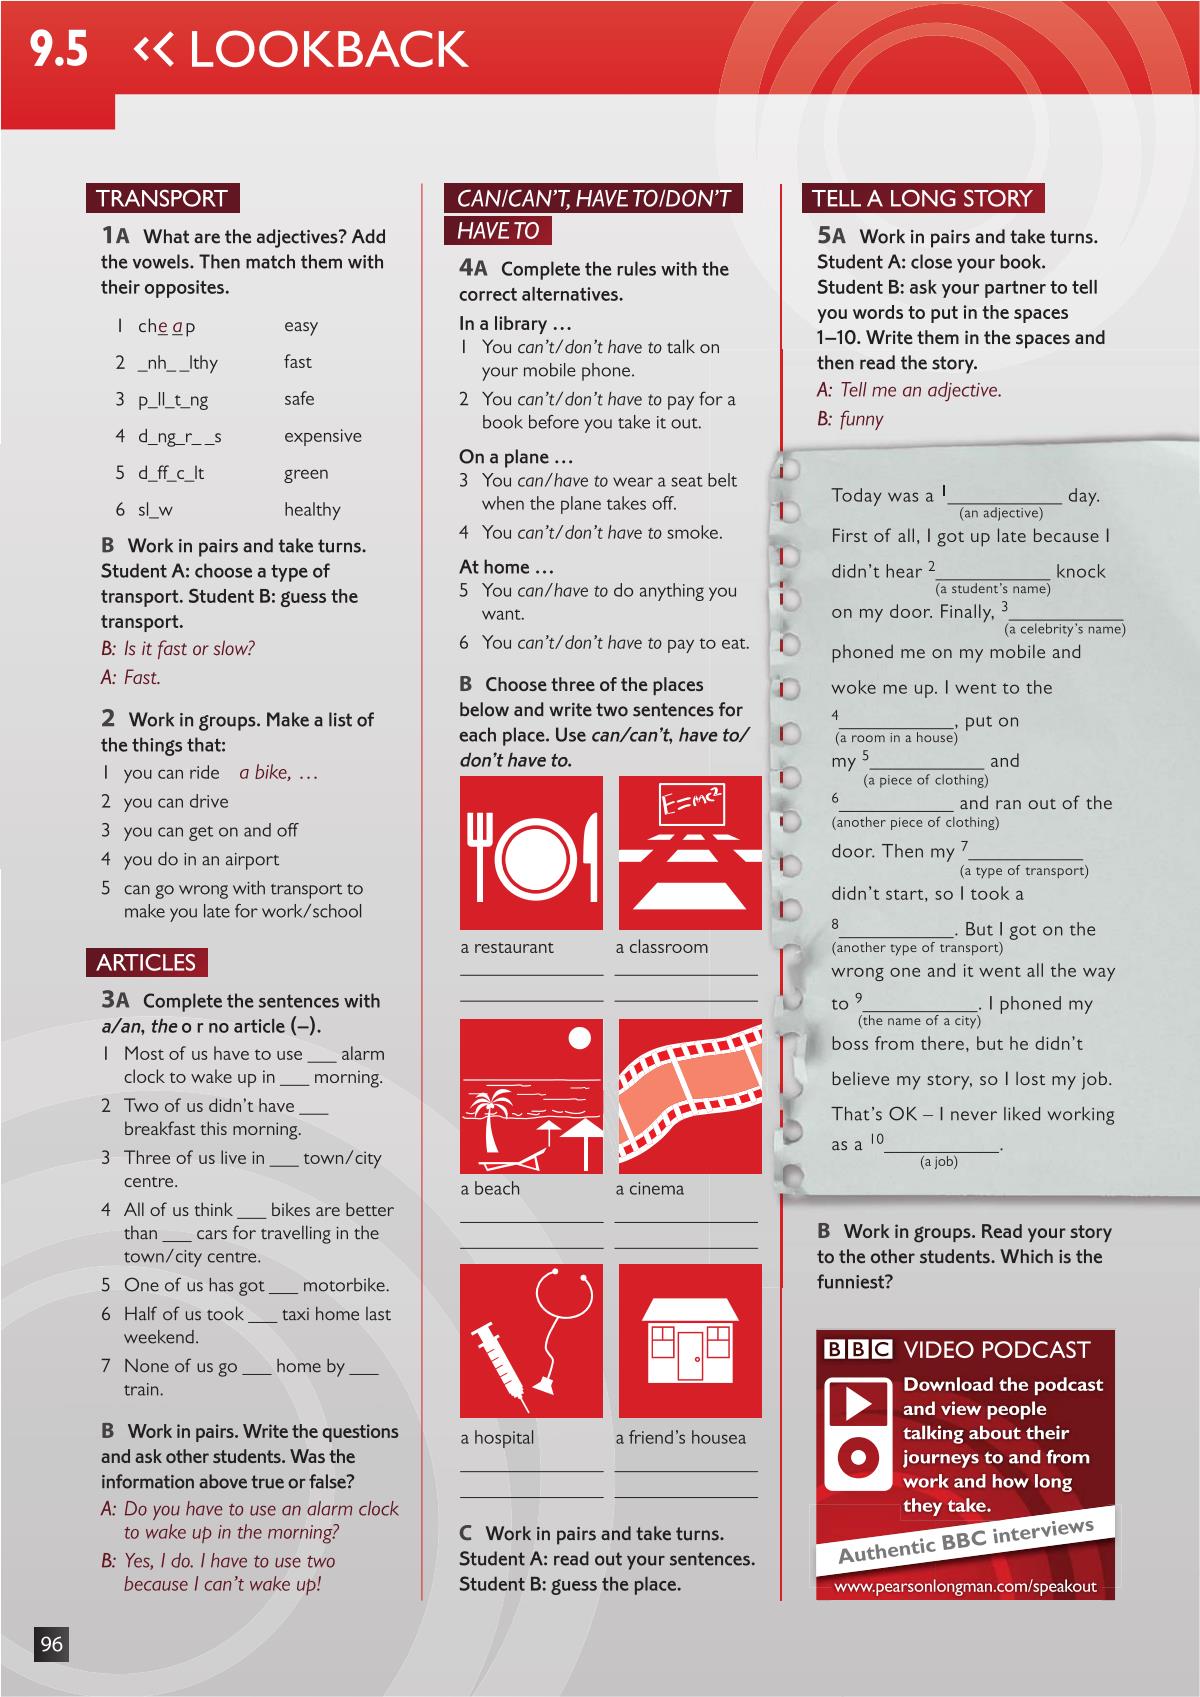 9.5 << LOOKBACK
TRANSPORT
1A What are the adjectives? Add
the vowels. Then match them with
their opposites.
1 cheap easy
2 _nh_ _lthy fast
3 p_ll_t_ng safe
4 d_ng_r_ _s expensive
5 d_ff_c_lt green
6 sl_w healthy
B Work in pairs and take turns.
Student A: choose a type of
transport. Student B: guess the
transport.
B: Is it fast or slow?
A: Fast.
2 Work in groups. Make a list of
the things that:
1 you can ride a bike, …
2 you can drive
3 you can get on and off
4 you do in an airport
5 can go wrong with transport to
make you late for work/school
ARTICLES
3A Complete the sentences with
a/an, the o r no article (–).
1 Most of us have to use ___ alarm
clock to wake up in ___ morning.
2 Two of us didn't have ___
breakfast this morning.
3 Three of us live in ___ town/city
centre.
4 All of us think ___ bikes are better
than ___ cars for travelling in the
town/city centre.
5 One of us has got ___ motorbike.
6 Half of us took ___ taxi home last
weekend.
7 None of us go ___ home by ___
train.
B Work in pairs. Write the questions
and ask other students. Was the
information above true or false?
A: Do you have to use an alarm clock
to wake up in the morning?
B: Yes, I do. I have to use two
because I can't wake up!
96
CAN/CAN'T, HAVE TO/DON'T
HAVE TO
4A Complete the rules with the
correct alternatives.
In a library …
1 You can't/don't have to talk on
your mobile phone.
2 You can't/don't have to pay for a
book before you take it out.
On a plane …
3 You can/have to wear a seat belt
when the plane takes off.
4 You can't/don't have to smoke.
At home …
5 You can/have to do anything you
want.
6 You can't/don't have to pay to eat.
B Choose three of the places
below and write two sentences for
each place. Use can/can't, have to/
don't have to.
E=mc²
a restaurant a classroom
a beach a cinema
a hospital a friend's housea
C Work in pairs and take turns.
Student A: read out your sentences.
Student B: guess the place.
TELL A LONG STORY
5A Work in pairs and take turns.
Student A: close your book.
Student B: ask your partner to tell
you words to put in the spaces
1–10. Write them in the spaces and
then read the story.
A: Tell me an adjective.
B: funny
Today was a 1____________ day.
(an adjective)
First of all, I got up late because I
didn't hear 2____________ knock
(a student's name)
on my door. Finally, 3____________
(a celebrity's name)
phoned me on my mobile and
woke me up. I went to the
4____________, put on
(a room in a house)
my 5____________ and
(a piece of clothing)
6____________ and ran out of the
(another piece of clothing)
door. Then my 7____________
(a type of transport)
didn't start, so I took a
8____________. But I got on the
(another type of transport)
wrong one and it went all the way
to 9____________. I phoned my
(the name of a city)
boss from there, but he didn't
believe my story, so I lost my job.
That's OK – I never liked working
as a 10____________.
(a job)
B Work in groups. Read your story
to the other students. Which is the
funniest?
BBC VIDEO PODCAST
Download the podcast
and view people
talking about their
journeys to and from
work and how long
they take.
Authentic BBC interviews
www.pearsonlongman.com/speakout